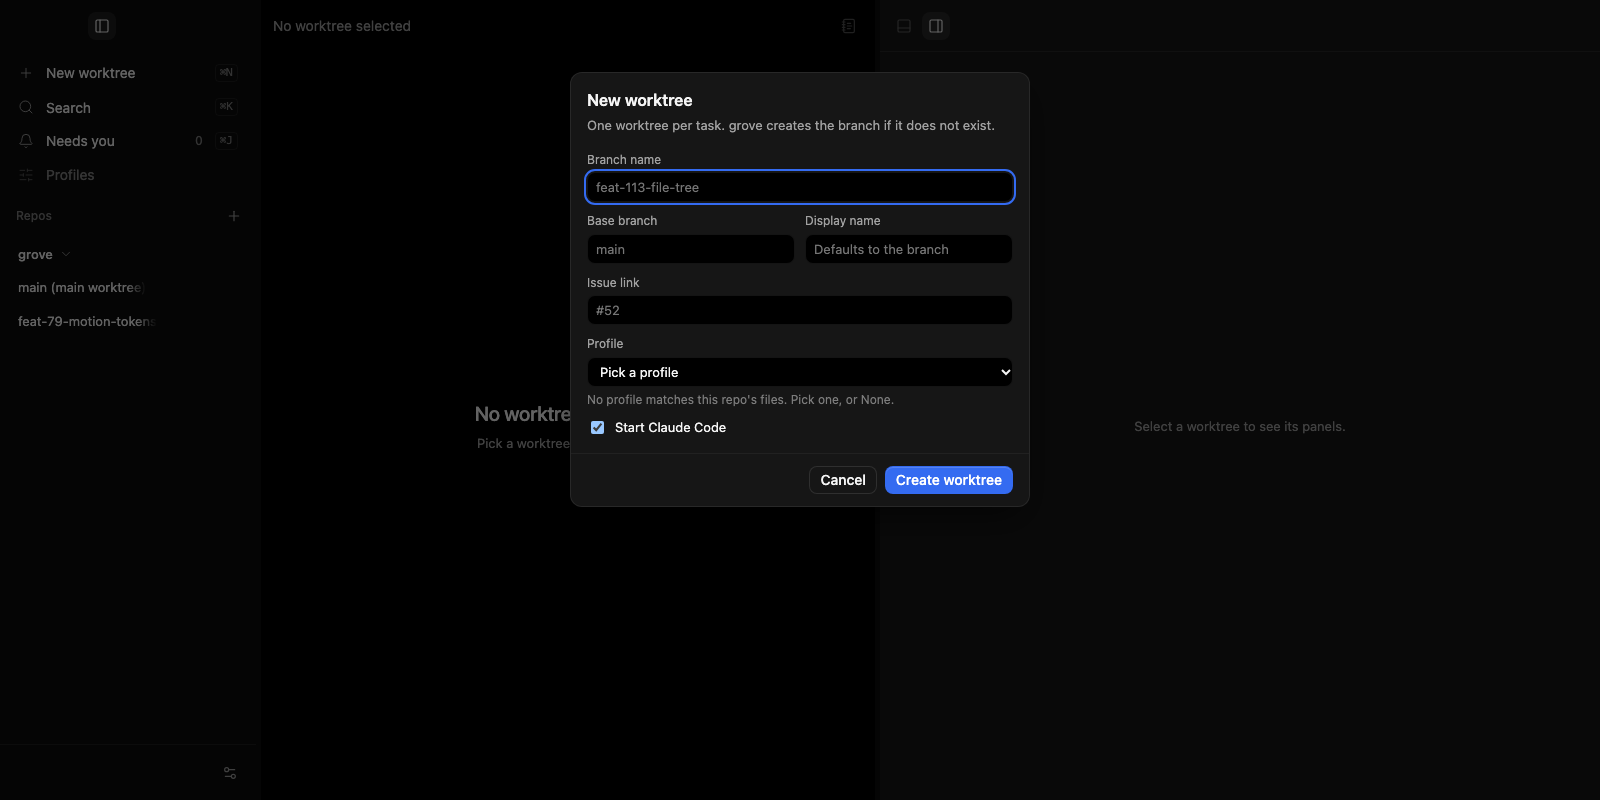 No worktree selected
New worktree ⌘N
Search ⌘K
Needs you 0 ⌘J
Profiles
Repos
grove
main (main worktree)
feat-79-motion-tokens
No worktre
Pick a worktree
New worktree
One worktree per task. grove creates the branch if it does not exist.
Branch name
feat-113-file-tree
Base branch Display name
main Defaults to the branch
Issue link
#52
Profile
Pick a profile
No profile matches this repo's files. Pick one, or None.
Start Claude Code
Cancel Create worktree
Select a worktree to see its panels.